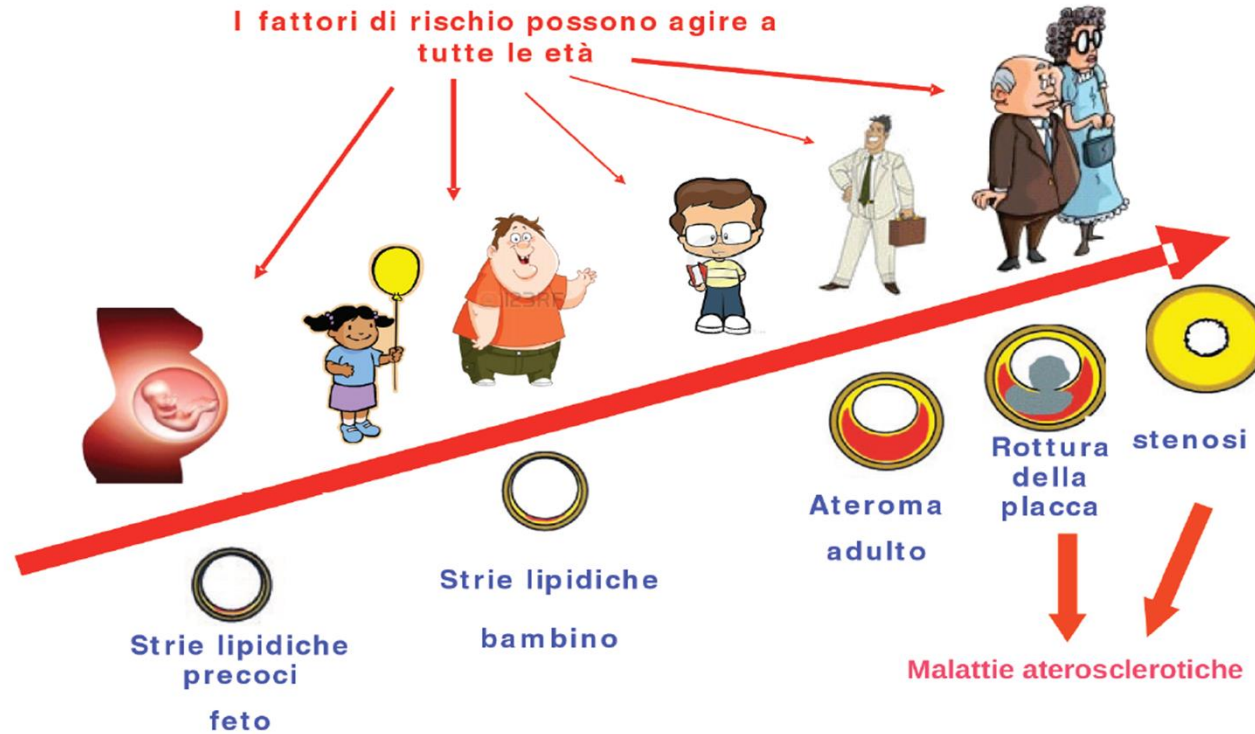 I fattori di rischio possono agire a
tutte le età
123RF
Strie lipidiche
precoci
feto
Strie lipidiche
bambino
Ateroma
adulto
Rottura
della
placca
stenosi
Malattie aterosclerotiche